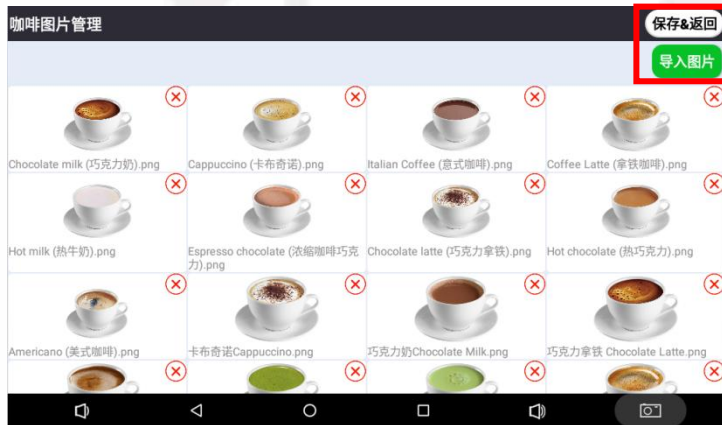 咖啡图片管理
保存&返回
导入图片
Chocolate milk (巧克力奶).png
Cappuccino (卡布奇诺).png
Italian Coffee (意式咖啡).png
Coffee Latte (拿铁咖啡).png
Hot milk (热牛奶).png
Espresso chocolate (浓缩咖啡巧克
力).png
Chocolate latte (巧克力拿铁).png
Hot chocolate (热巧克力).png
Americano (美式咖啡).png
卡布奇诺Cappuccino.png
巧克力奶Chocolate Milk.png
巧克力拿铁 Chocolate Latte.png